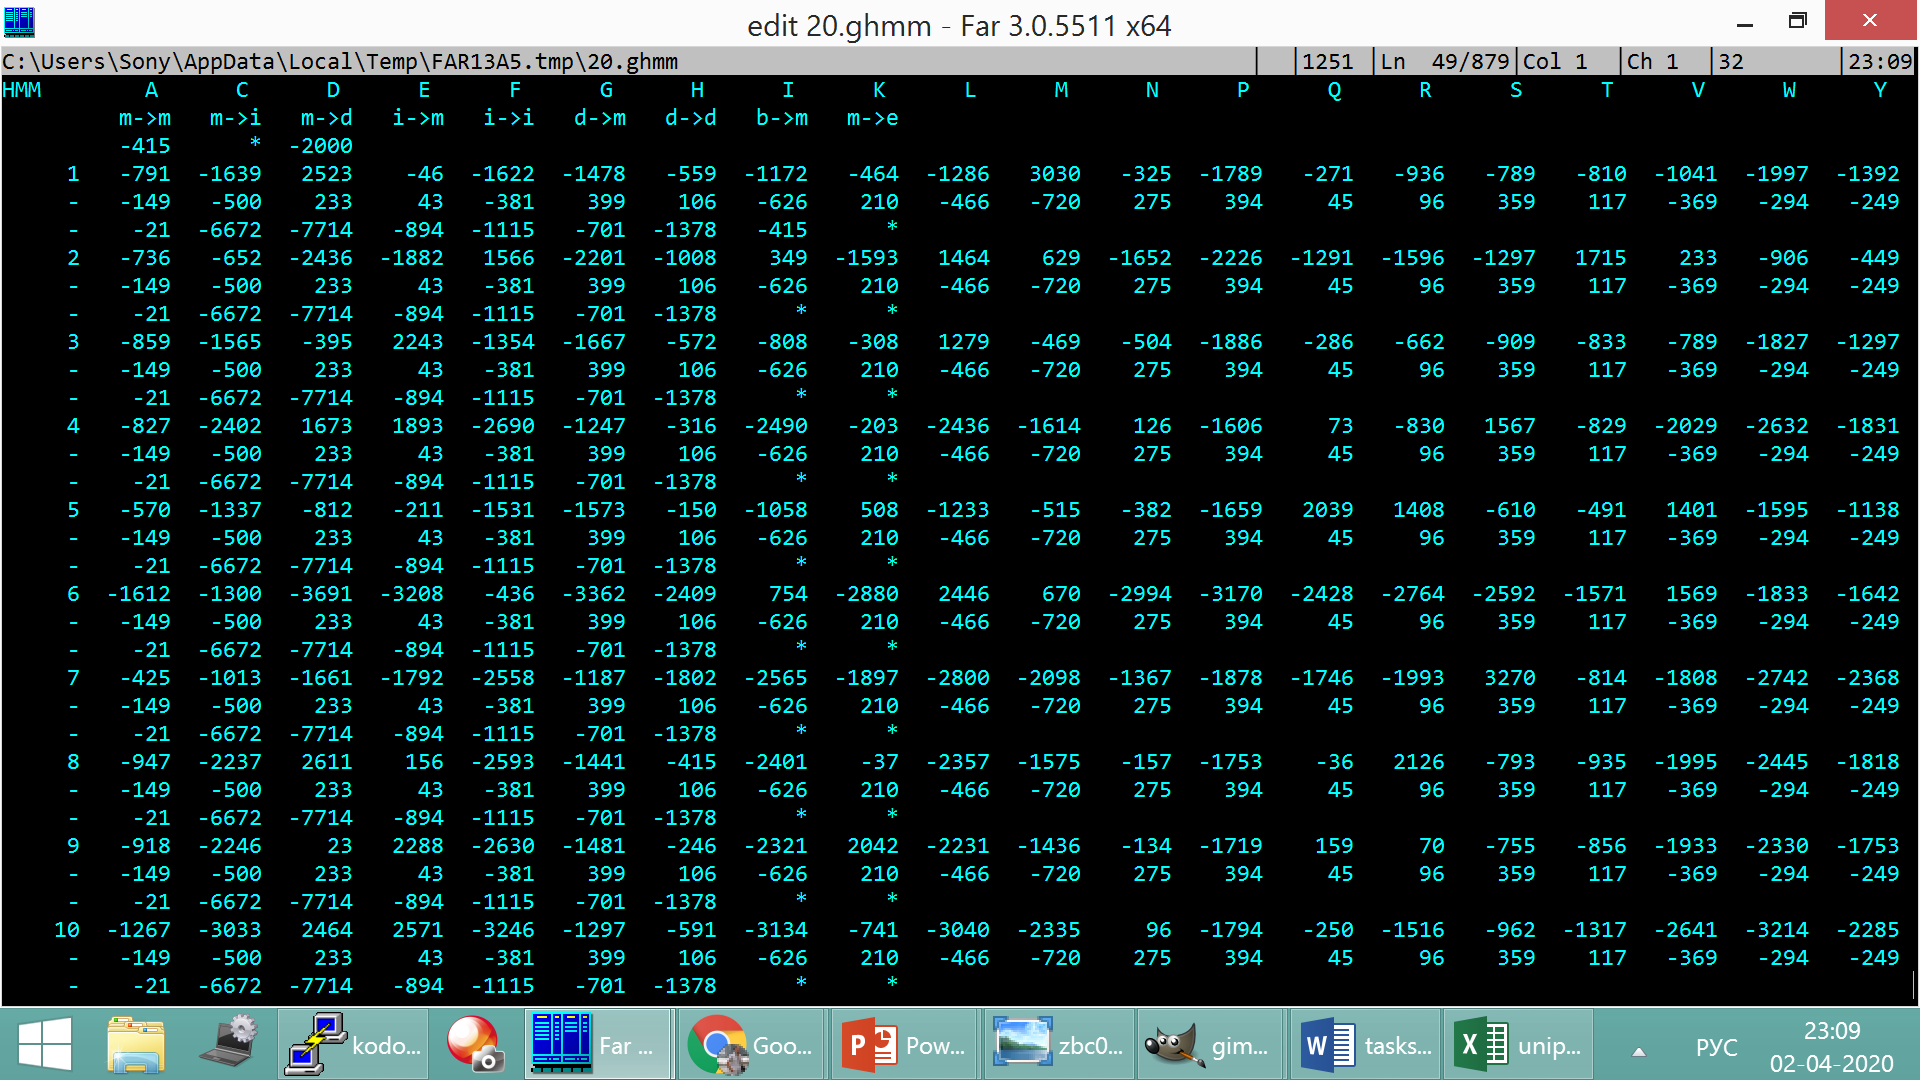 edit 20.ghmm - Far 3.0.5511 x64
C:\Users\Sony\AppData\Local\Temp\FAR13A5.tmp\20.ghmm | | |1251 |Ln 49/879|Col 1 |Ch 1 |32 |23:09
HMM A C D E F G H I K L M N P Q R S T V W Y
m->m m->i m->d i->m i->i d->m d->d b->m m->e
-415 * -2000
1 -791 -1639 2523 -46 -1622 -1478 -559 -1172 -464 -1286 3030 -325 -1789 -271 -936 -789 -810 -1041 -1997 -1392
- -149 -500 233 43 -381 399 106 -626 210 -466 -720 275 394 45 96 359 117 -369 -294 -249
- -21 -6672 -7714 -894 -1115 -701 -1378 -415 *
2 -736 -652 -2436 -1882 1566 -2201 -1008 349 -1593 1464 629 -1652 -2226 -1291 -1596 -1297 1715 233 -906 -449
- -149 -500 233 43 -381 399 106 -626 210 -466 -720 275 394 45 96 359 117 -369 -294 -249
- -21 -6672 -7714 -894 -1115 -701 -1378 * *
3 -859 -1565 -395 2243 -1354 -1667 -572 -808 -308 1279 -469 -504 -1886 -286 -662 -909 -833 -789 -1827 -1297
- -149 -500 233 43 -381 399 106 -626 210 -466 -720 275 394 45 96 359 117 -369 -294 -249
- -21 -6672 -7714 -894 -1115 -701 -1378 * *
4 -827 -2402 1673 1893 -2690 -1247 -316 -2490 -203 -2436 -1614 126 -1606 73 -830 1567 -829 -2029 -2632 -1831
- -149 -500 233 43 -381 399 106 -626 210 -466 -720 275 394 45 96 359 117 -369 -294 -249
- -21 -6672 -7714 -894 -1115 -701 -1378 * *
5 -570 -1337 -812 -211 -1531 -1573 -150 -1058 508 -1233 -515 -382 -1659 2039 1408 -610 -491 1401 -1595 -1138
- -149 -500 233 43 -381 399 106 -626 210 -466 -720 275 394 45 96 359 117 -369 -294 -249
- -21 -6672 -7714 -894 -1115 -701 -1378 * *
6 -1612 -1300 -3691 -3208 -436 -3362 -2409 754 -2880 2446 670 -2994 -3170 -2428 -2764 -2592 -1571 1569 -1833 -1642
- -149 -500 233 43 -381 399 106 -626 210 -466 -720 275 394 45 96 359 117 -369 -294 -249
- -21 -6672 -7714 -894 -1115 -701 -1378 * *
7 -425 -1013 -1661 -1792 -2558 -1187 -1802 -2565 -1897 -2800 -2098 -1367 -1878 -1746 -1993 3270 -814 -1808 -2742 -2368
- -149 -500 233 43 -381 399 106 -626 210 -466 -720 275 394 45 96 359 117 -369 -294 -249
- -21 -6672 -7714 -894 -1115 -701 -1378 * *
8 -947 -2237 2611 156 -2593 -1441 -415 -2401 -37 -2357 -1575 -157 -1753 -36 2126 -793 -935 -1995 -2445 -1818
- -149 -500 233 43 -381 399 106 -626 210 -466 -720 275 394 45 96 359 117 -369 -294 -249
- -21 -6672 -7714 -894 -1115 -701 -1378 * *
9 -918 -2246 23 2288 -2630 -1481 -246 -2321 2042 -2231 -1436 -134 -1719 159 70 -755 -856 -1933 -2330 -1753
- -149 -500 233 43 -381 399 106 -626 210 -466 -720 275 394 45 96 359 117 -369 -294 -249
- -21 -6672 -7714 -894 -1115 -701 -1378 * *
10 -1267 -3033 2464 2571 -3246 -1297 -591 -3134 -741 -3040 -2335 96 -1794 -250 -1516 -962 -1317 -2641 -3214 -2285
- -149 -500 233 43 -381 399 106 -626 210 -466 -720 275 394 45 96 359 117 -369 -294 -249
- -21 -6672 -7714 -894 -1115 -701 -1378 * *
kodo... Far ... Goo... Pow... zbc0... gim... tasks... unip... РУС 23:09
02-04-2020